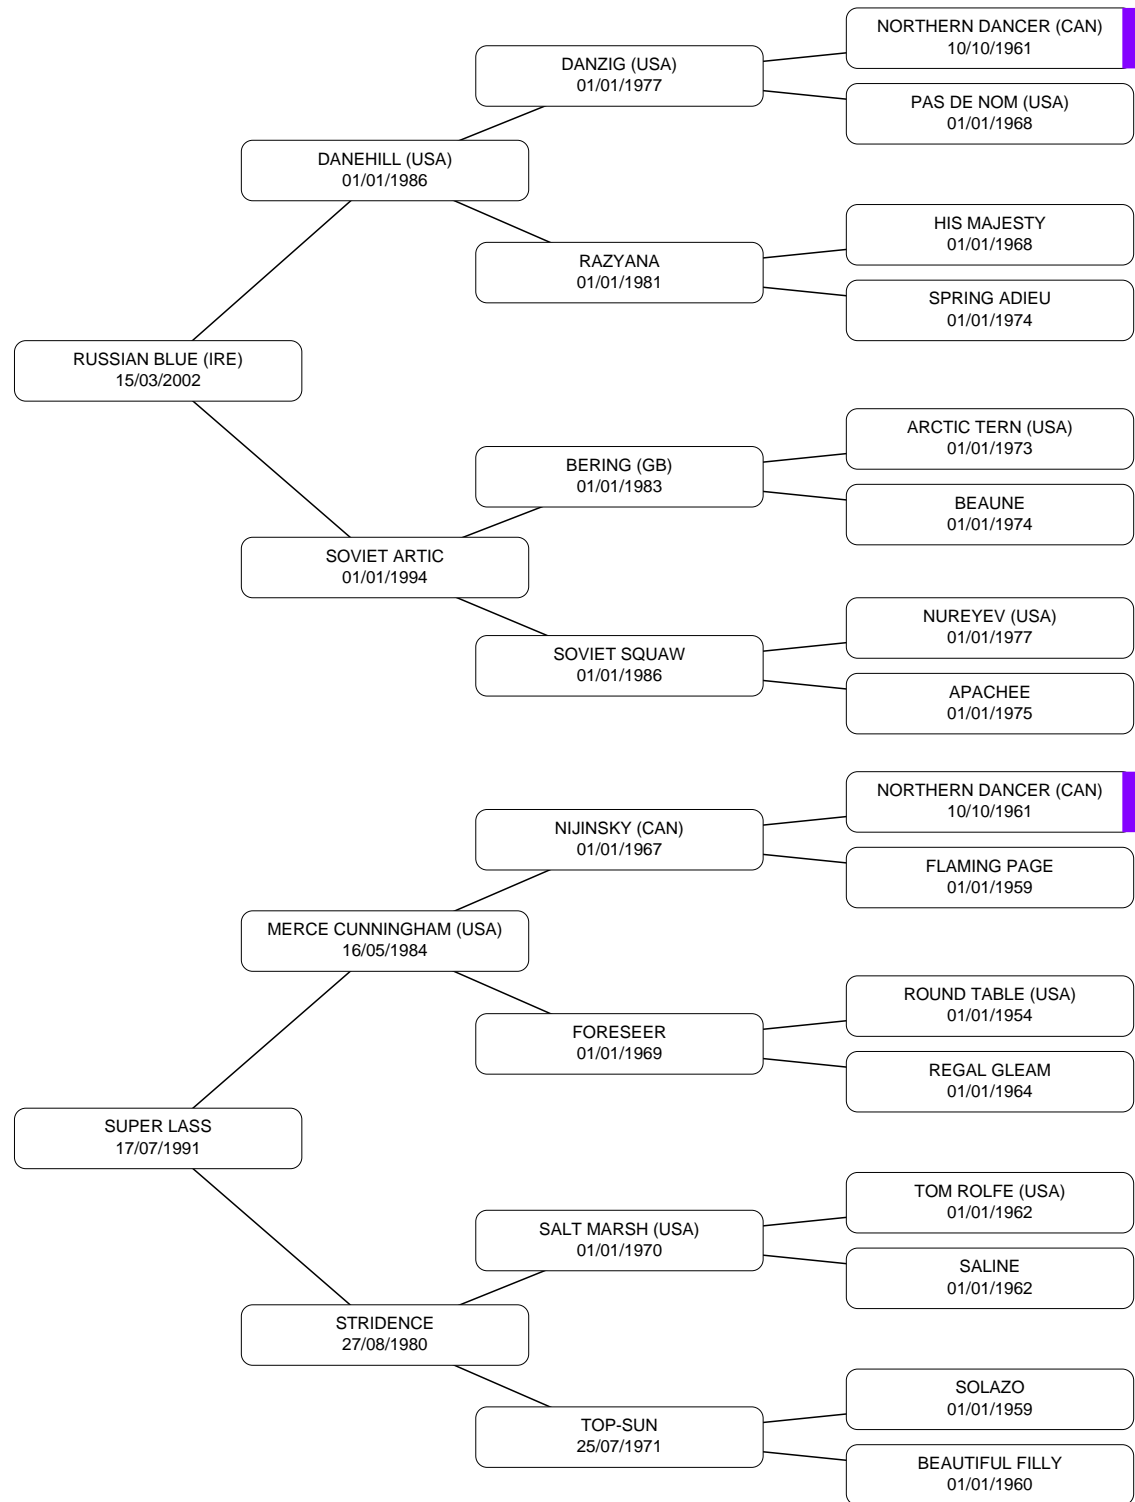 NORTHERN DANCER (CAN)
10/10/1961
DANZIG (USA)
01/01/1977
PAS DE NOM (USA)
01/01/1968
DANEHILL (USA)
01/01/1986
HIS MAJESTY
01/01/1968
RAZYANA
01/01/1981
SPRING ADIEU
01/01/1974
RUSSIAN BLUE (IRE)
15/03/2002
ARCTIC TERN (USA)
01/01/1973
BERING (GB)
01/01/1983
BEAUNE
01/01/1974
SOVIET ARTIC
01/01/1994
NUREYEV (USA)
01/01/1977
SOVIET SQUAW
01/01/1986
APACHEE
01/01/1975
NORTHERN DANCER (CAN)
10/10/1961
NIJINSKY (CAN)
01/01/1967
FLAMING PAGE
01/01/1959
MERCE CUNNINGHAM (USA)
16/05/1984
ROUND TABLE (USA)
01/01/1954
FORESEER
01/01/1969
REGAL GLEAM
01/01/1964
SUPER LASS
17/07/1991
TOM ROLFE (USA)
01/01/1962
SALT MARSH (USA)
01/01/1970
SALINE
01/01/1962
STRIDENCE
27/08/1980
SOLAZO
01/01/1959
TOP-SUN
25/07/1971
BEAUTIFUL FILLY
01/01/1960